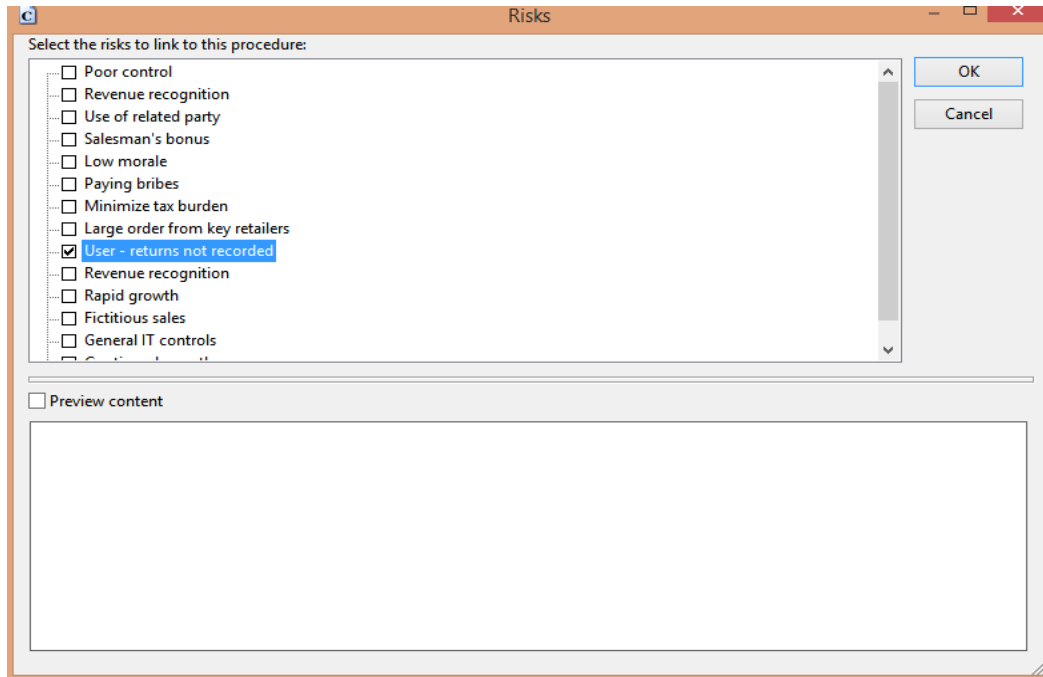 Risks
Select the risks to link to this procedure:
Poor control
Revenue recognition
Use of related party
Salesman's bonus
Low morale
Paying bribes
Minimize tax burden
Large order from key retailers
User - returns not recorded
Revenue recognition
Rapid growth
Fictitious sales
General IT controls
OK
Cancel
Preview content